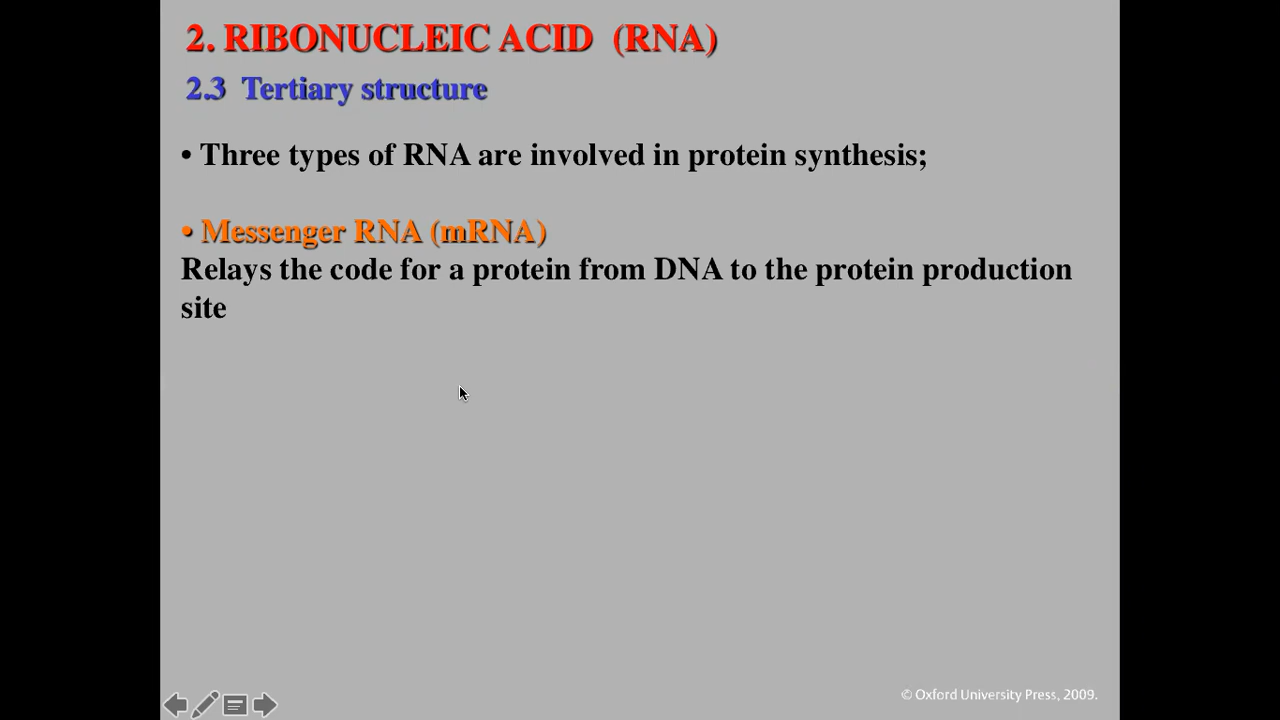 2. RIBONUCLEIC ACID (RNA)
2.3 Tertiary structure
• Three types of RNA are involved in protein synthesis;
• Messenger RNA (mRNA)
Relays the code for a protein from DNA to the protein production
site
© Oxford University Press, 2009.